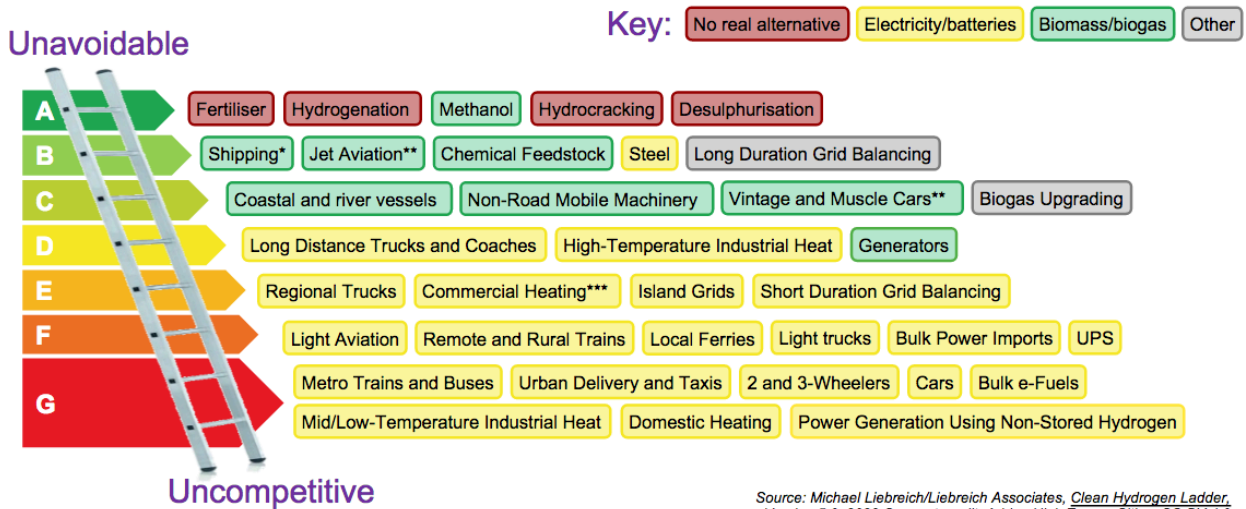 Key: No real alternative Electricity/batteries Biomass/biogas Other
Unavoidable
A Fertiliser Hydrogenation Methanol Hydrocracking Desulphurisation
B Shipping* Jet Aviation** Chemical Feedstock Steel Long Duration Grid Balancing
C Coastal and river vessels Non-Road Mobile Machinery Vintage and Muscle Cars** Biogas Upgrading
D Long Distance Trucks and Coaches High-Temperature Industrial Heat Generators
E Regional Trucks Commercial Heating*** Island Grids Short Duration Grid Balancing
F Light Aviation Remote and Rural Trains Local Ferries Light trucks Bulk Power Imports UPS
G Metro Trains and Buses Urban Delivery and Taxis 2 and 3-Wheelers Cars Bulk e-Fuels
Mid/Low-Temperature Industrial Heat Domestic Heating Power Generation Using Non-Stored Hydrogen
Uncompetitive
Source: Michael Liebreich/Liebreich Associates, Clean Hydrogen Ladder,